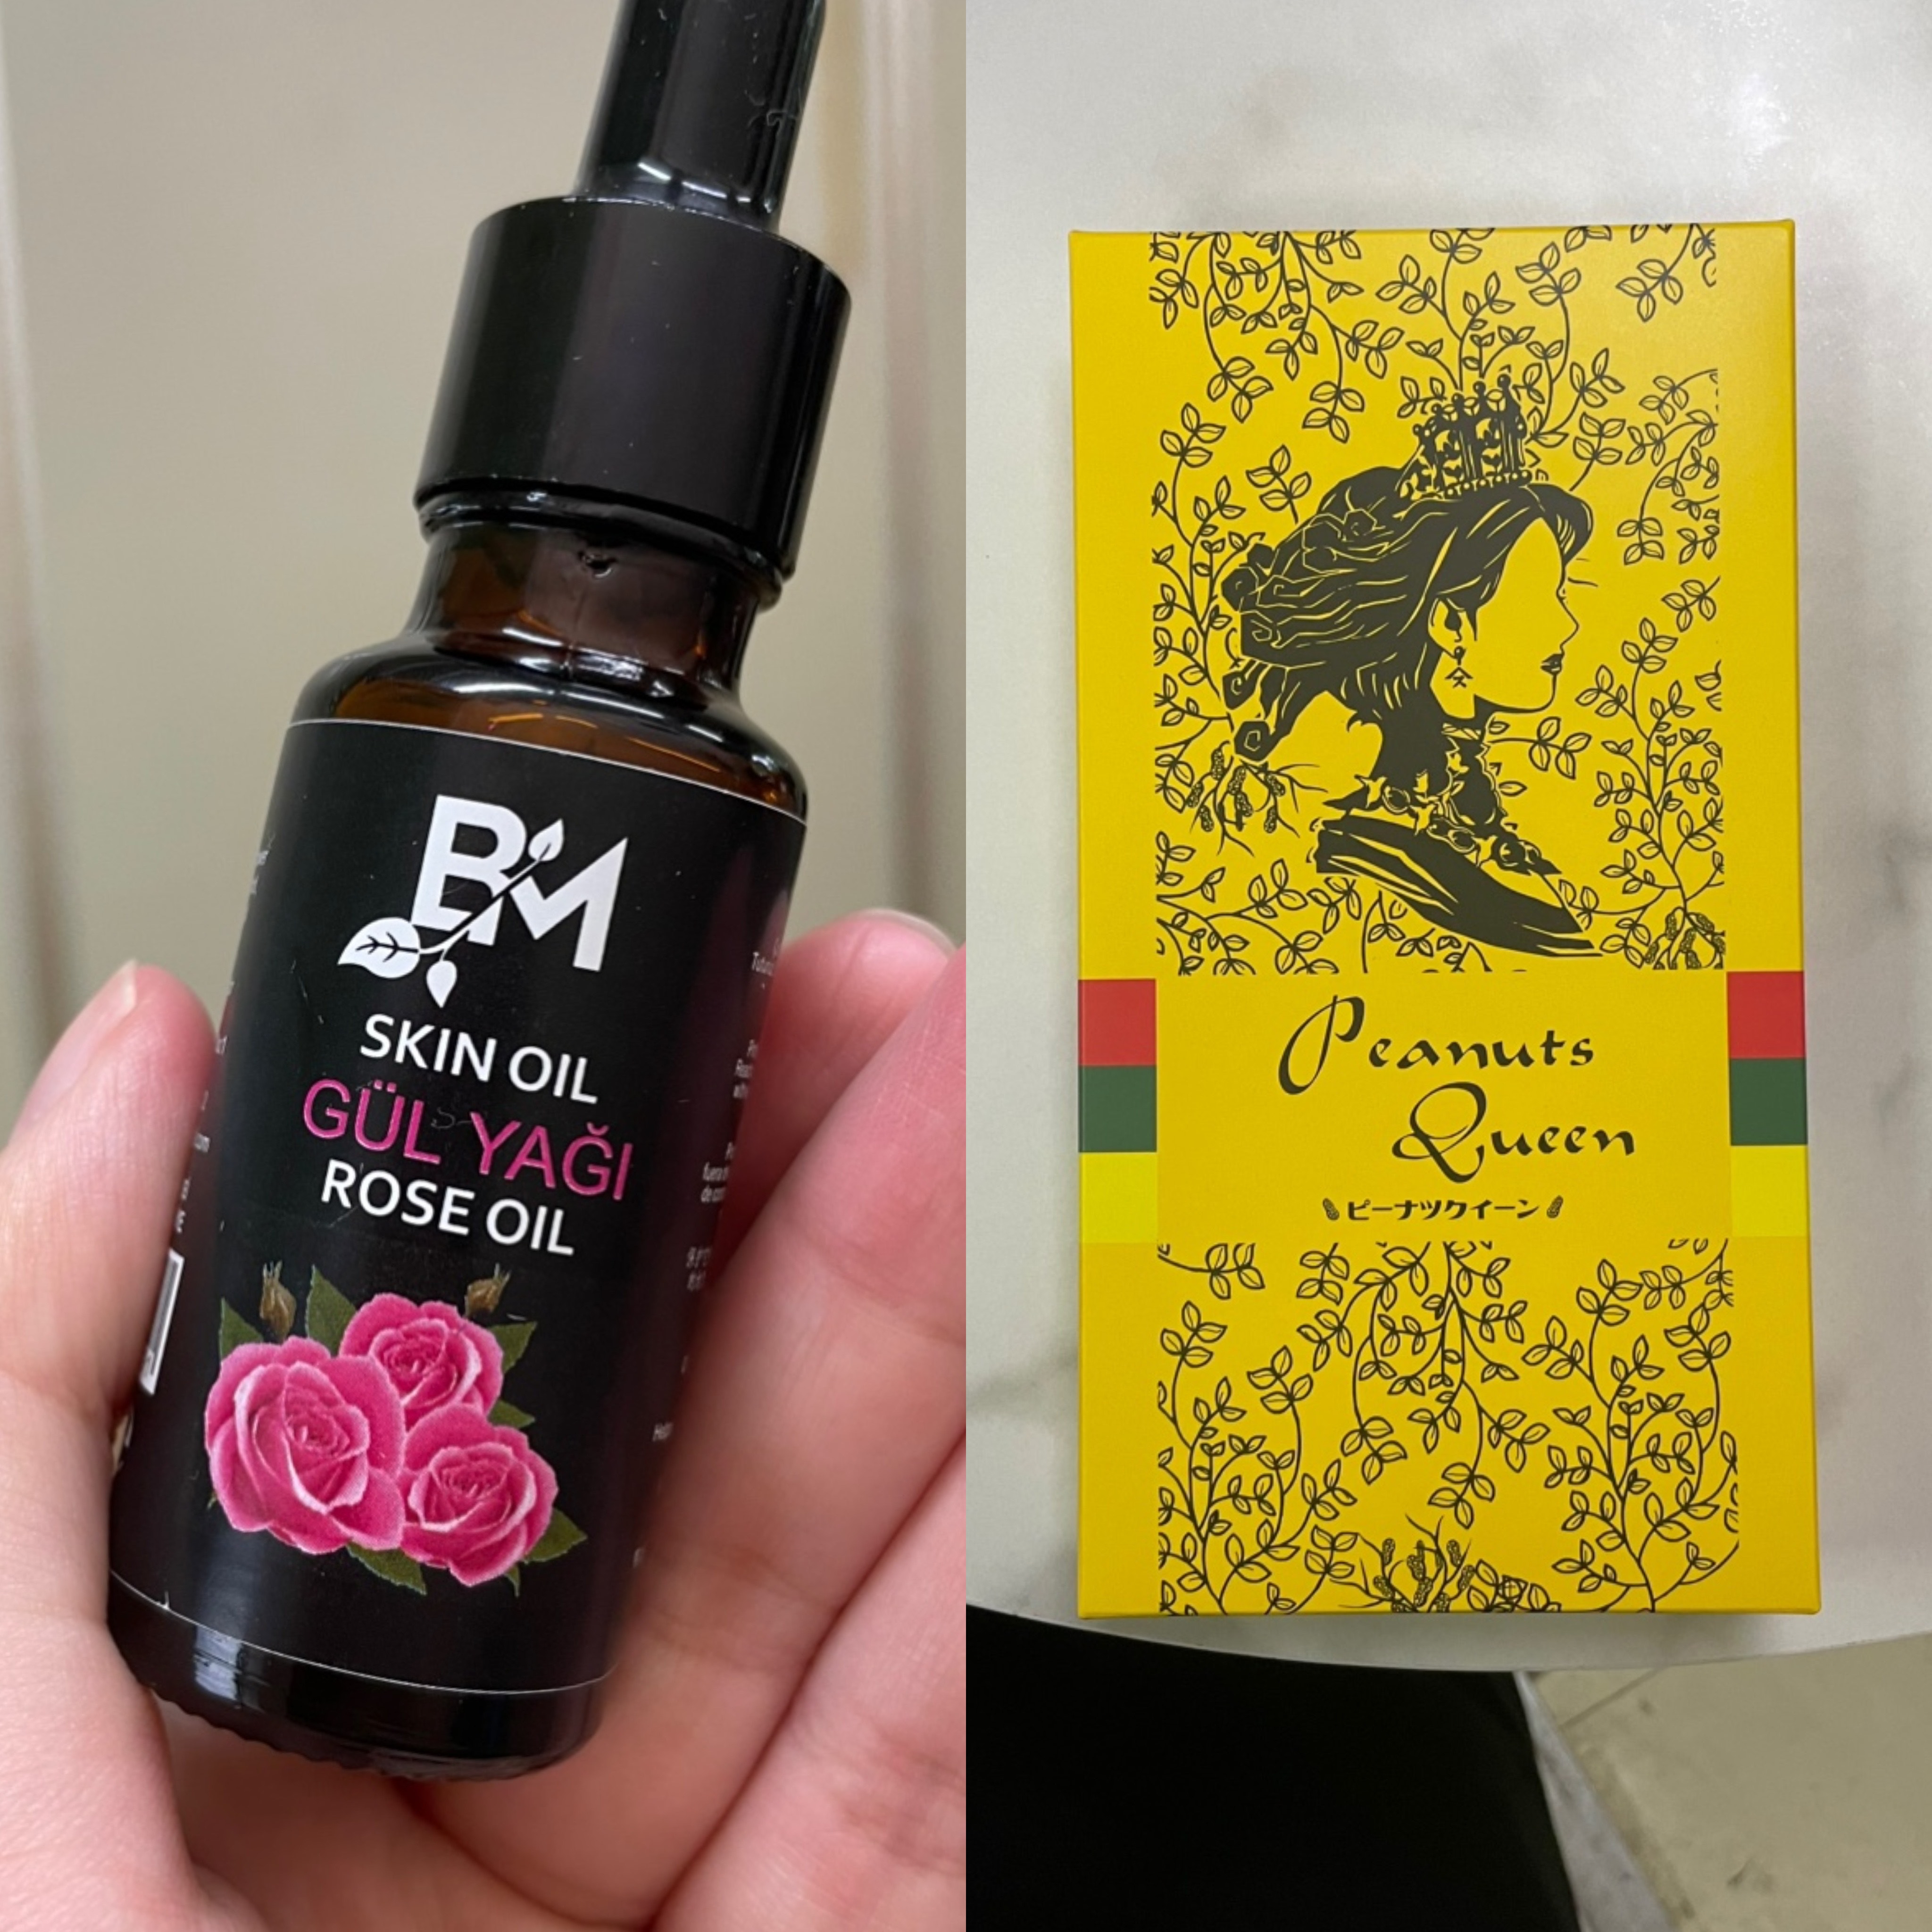 BM
SKIN OIL
GÜL YAĞI
ROSE OIL
Peanuts
Queen
ピーナツクイーン